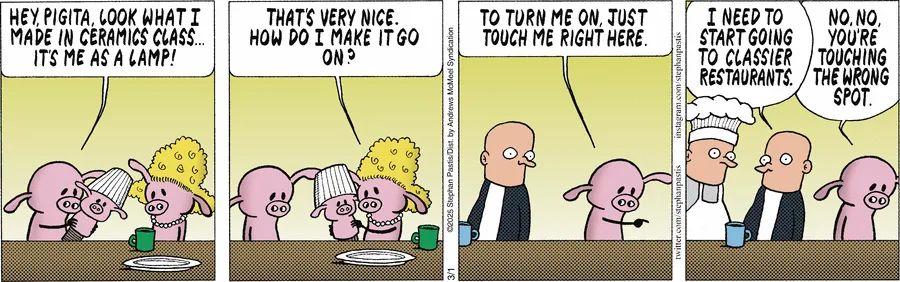 HEY, PIGITA, LOOK WHAT I
MADE IN CERAMICS CLASS...
IT'S ME AS A LAMP!
THAT'S VERY NICE.
HOW DO I MAKE IT GO
ON?
©2025 Stephan Pastis/Dist. by Andrews McMeel Syndication
3/1
TO TURN ME ON, JUST
TOUCH ME RIGHT HERE.
instagram.com/stephanpastis
twitter.com/stephanpastis
I NEED TO
START GOING
TO CLASSIER
RESTAURANTS.
NO, NO,
YOU'RE
TOUCHING
THE WRONG
SPOT.